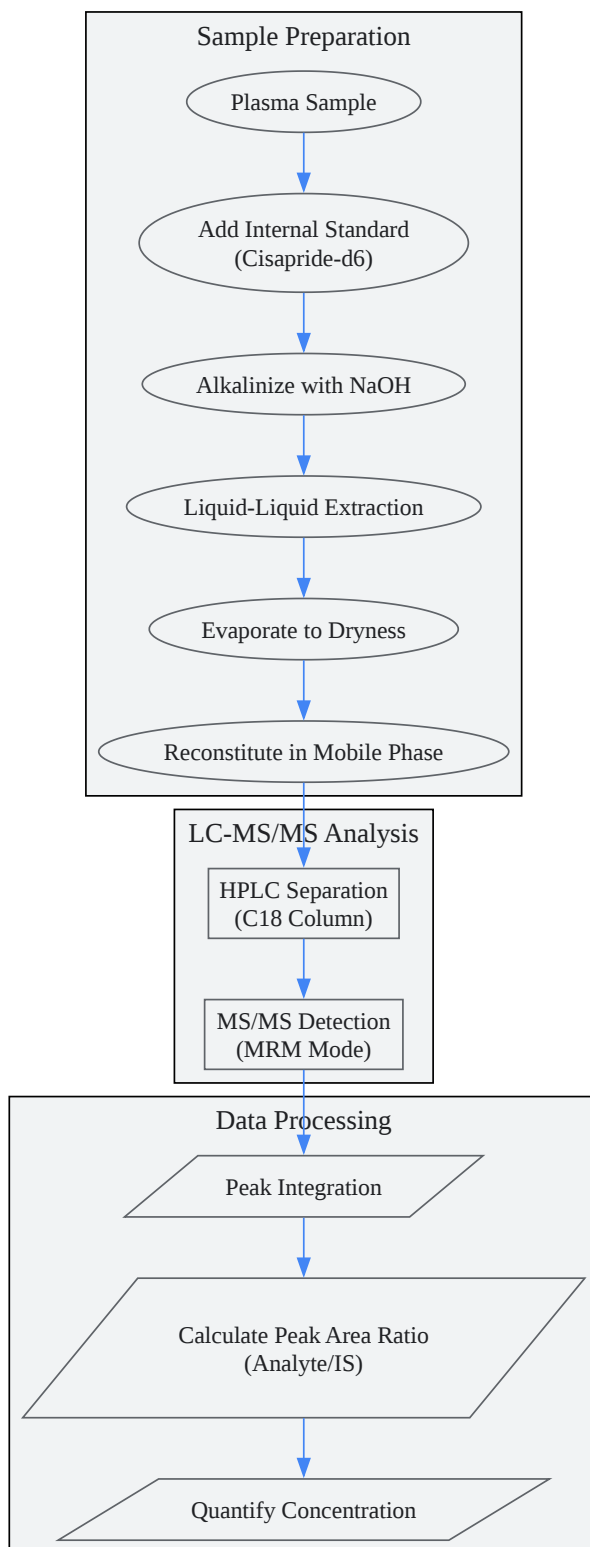 Sample Preparation
Plasma Sample
Add Internal Standard
(Cisapride-d6)
Alkalinize with NaOH
Liquid-Liquid Extraction
Evaporate to Dryness
Reconstitute in Mobile Phase
LC-MS/MS Analysis
HPLC Separation
(C18 Column)
MS/MS Detection
(MRM Mode)
Data Processing
Peak Integration
Calculate Peak Area Ratio
(Analyte/IS)
Quantify Concentration